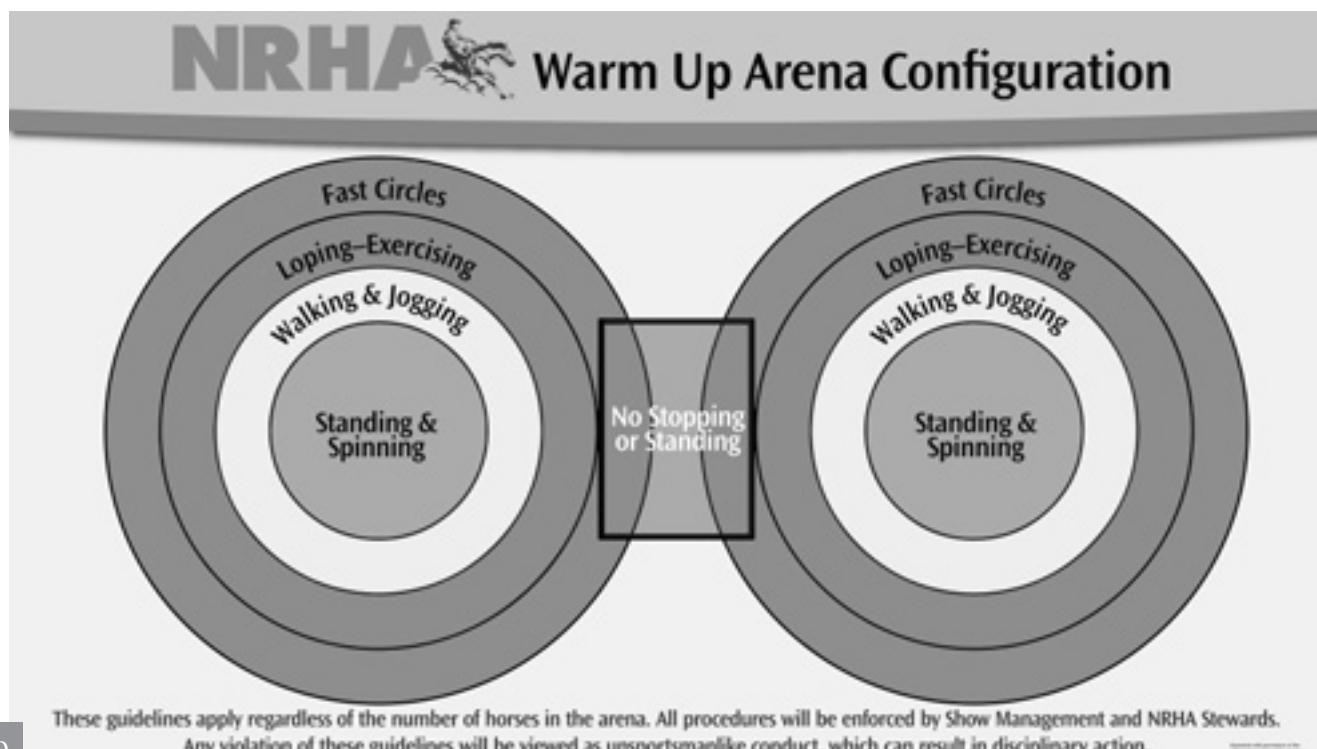 NRHA
Warm Up Arena Configuration
Fast Circles
Loping–Exercising
Walking & Jogging
Standing &
Spinning
No Stopping
or Standing
Fast Circles
Loping–Exercising
Walking & Jogging
Standing &
Spinning
These guidelines apply regardless of the number of horses in the arena. All procedures will be enforced by Show Management and NRHA Stewards.
Any violation of these guidelines will be viewed as unsportsmanlike conduct, which can result in disciplinary action.